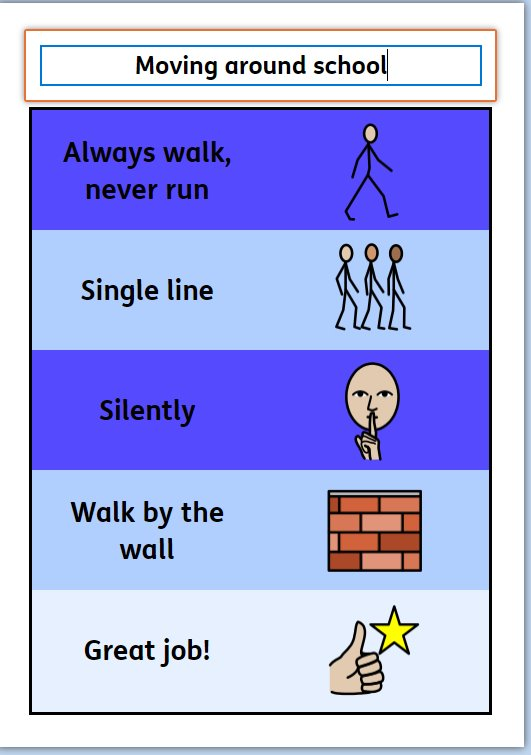 Moving around school
Always walk,
never run
Single line
Silently
Walk by the
wall
Great job!